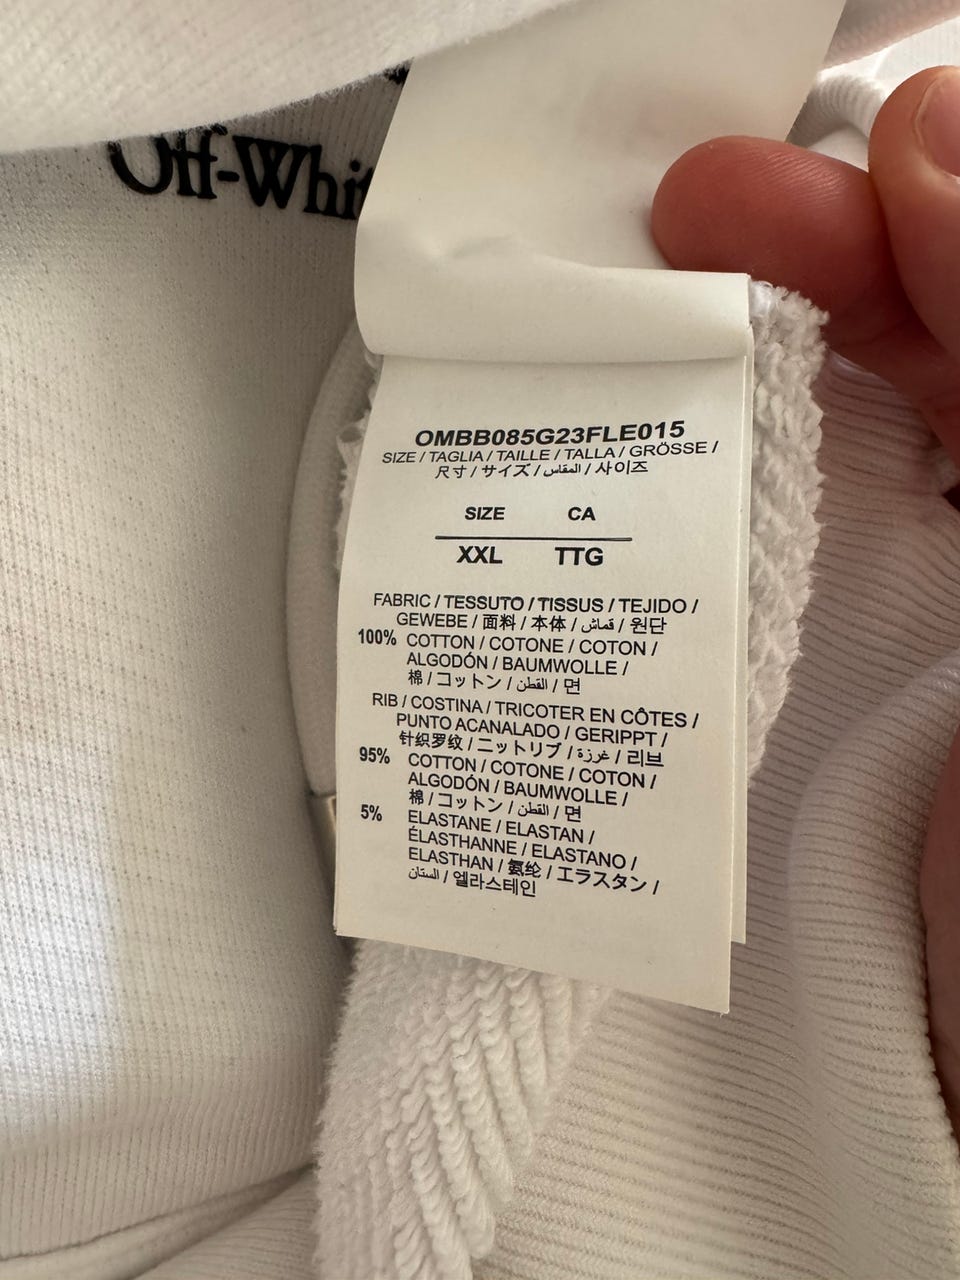 Off-Whit
OMBB085G23FLE015
SIZE / TAGLIA / TAILLE / TALLA / GRÖSSE /
尺寸 / サイズ / المقاس / 사이즈
SIZE CA
XXL TTG
FABRIC / TESSUTO / TISSUS / TEJIDO /
GEWEBE / 面料 / 本体 / قماش / 원단
100% COTTON / COTONE / COTON /
ALGODÓN / BAUMWOLLE /
棉 / コットン / القطن / 면
RIB / COSTINA / TRICOTER EN CÔTES /
PUNTO ACANALADO / GERIPPT /
针织罗纹 / ニットリブ / غرزة / 리브
95% COTTON / COTONE / COTON /
ALGODÓN / BAUMWOLLE /
棉 / コットン / القطن / 면
5% ELASTANE / ELASTAN /
ÉLASTHANNE / ELASTANO /
ELASTHAN / 氨纶 / エラスタン /
الستان / 엘라스테인